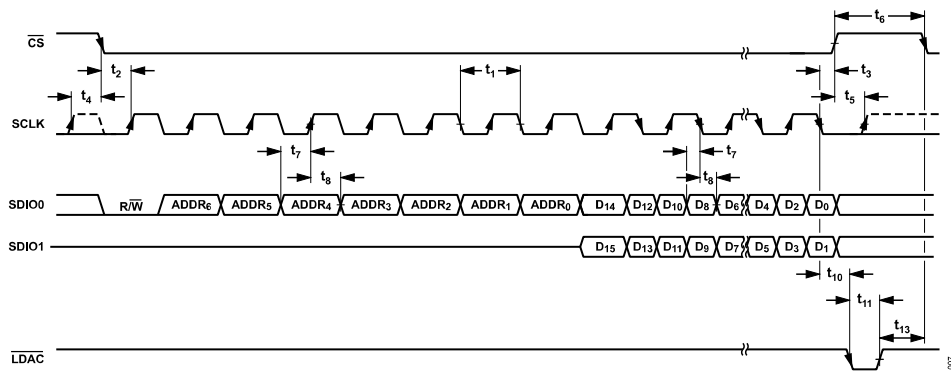 t6
CS
t2
t1
t3
t4
t5
SCLK
t7
t7
t8
t8
SDIO0
R/W
ADDR6
ADDR5
ADDR4
ADDR3
ADDR2
ADDR1
ADDR0
D14
D12
D10
D8
D6
D4
D2
D0
SDIO1
D15
D13
D11
D9
D7
D5
D3
D1
t10
t11
t13
LDAC